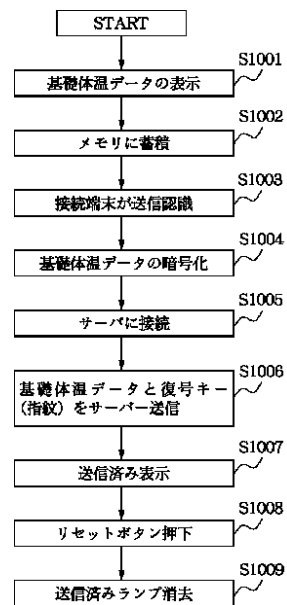 START
S1001
基礎体温データの表示
S1002
メモリに蓄積
S1003
接続端末が送信認識
S1004
基礎体温データの暗号化
S1005
サーバに接続
S1006
基礎体温データと復号キー
(指紋)をサーバー送信
S1007
送信済み表示
S1008
リセットボタン押下
S1009
送信済みランプ消去